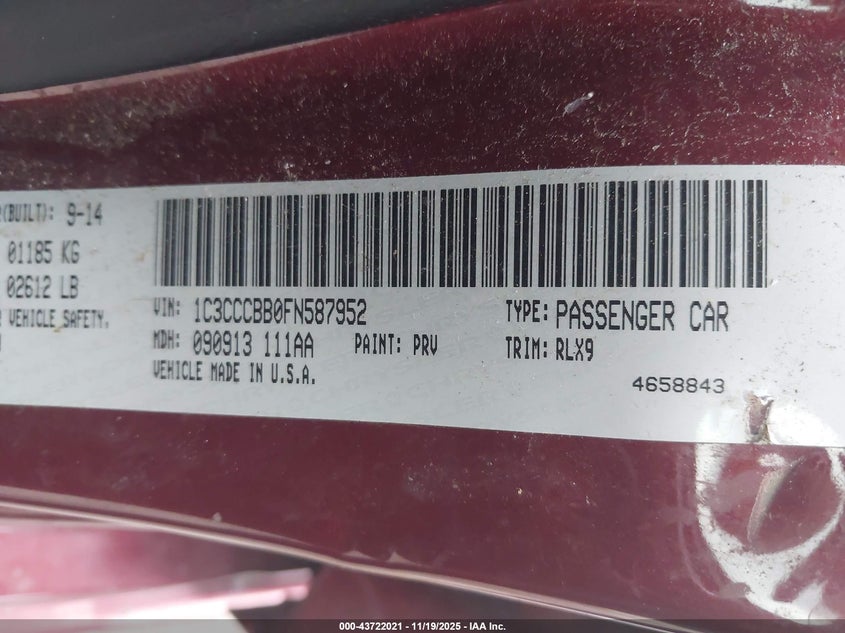 (BUILT): 9-14
01185 KG
02612 LB
VEHICLE SAFETY,
VIN: 1C3CCCBB0FN587952
TYPE: PASSENGER CAR
MDH: 090913 111AA
PAINT: PRV
TRIM: RLX9
VEHICLE MADE IN U.S.A.
4658843
000-43722021 - 11/19/2025 - IAA Inc.